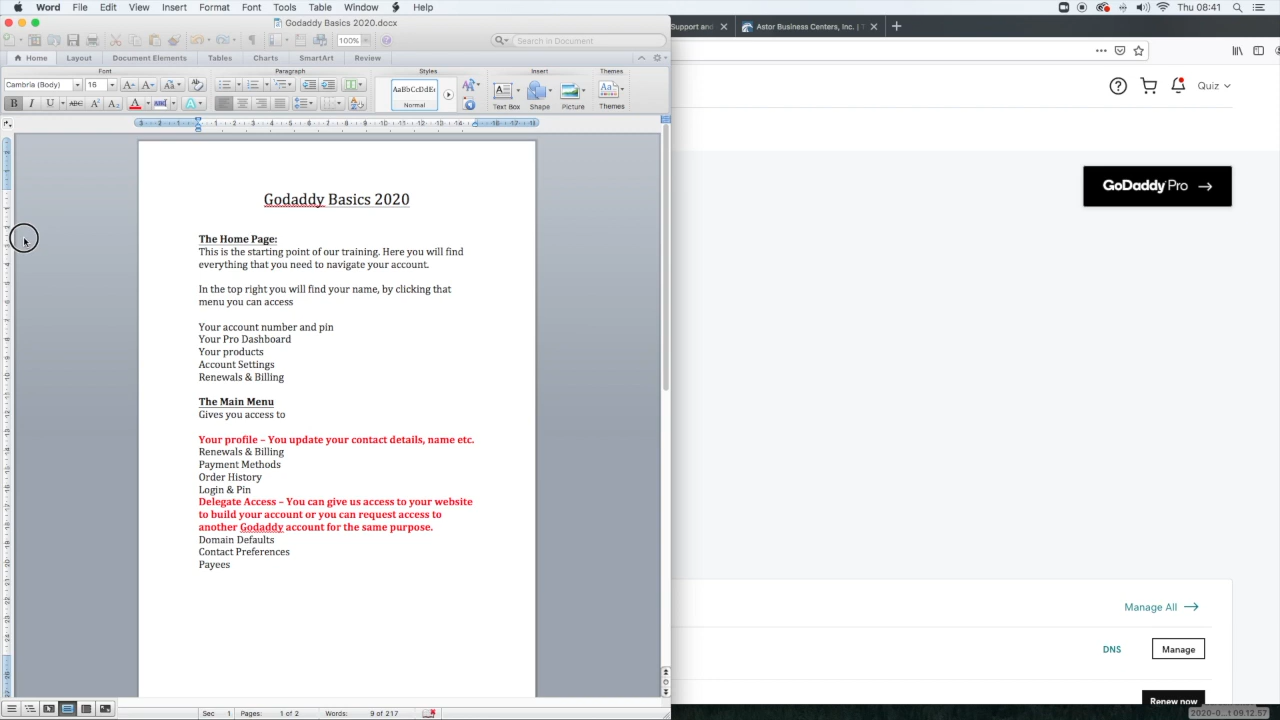 Word File Edit View Insert Format Font Tools Table Window Help Thu 08:41
Godaddy Basics 2020.docx
150% Search in Document
Home Layout Document Elements Tables Charts SmartArt Review
Font Paragraph Styles Insert Themes
Cambria (Body) 16
AaBbCcDdEe
Normal Text Box Shape Picture Themes
Godaddy Basics 2020
The Home Page:
This is the starting point of our training. Here you will find
everything that you need to navigate your account.
In the top right you will find your name, by clicking that
menu you can access
Your account number and pin
Your Pro Dashboard
Your products
Account Settings
Renewals & Billing
The Main Menu
Gives you access to
Your profile – You update your contact details, name etc.
Renewals & Billing
Payment Methods
Order History
Login & Pin
Delegate Access – You can give us access to your website
to build your account or you can request access to
another Godaddy account for the same purpose.
Domain Defaults
Contact Preferences
Payees
Sec 1 Pages: 1 of 2 Words: 9 of 217
Support and
Astor Business Centers, Inc. | T
Quiz
GoDaddy Pro
Manage All
DNS Manage
Renew now
2020-0...t 09.12.57